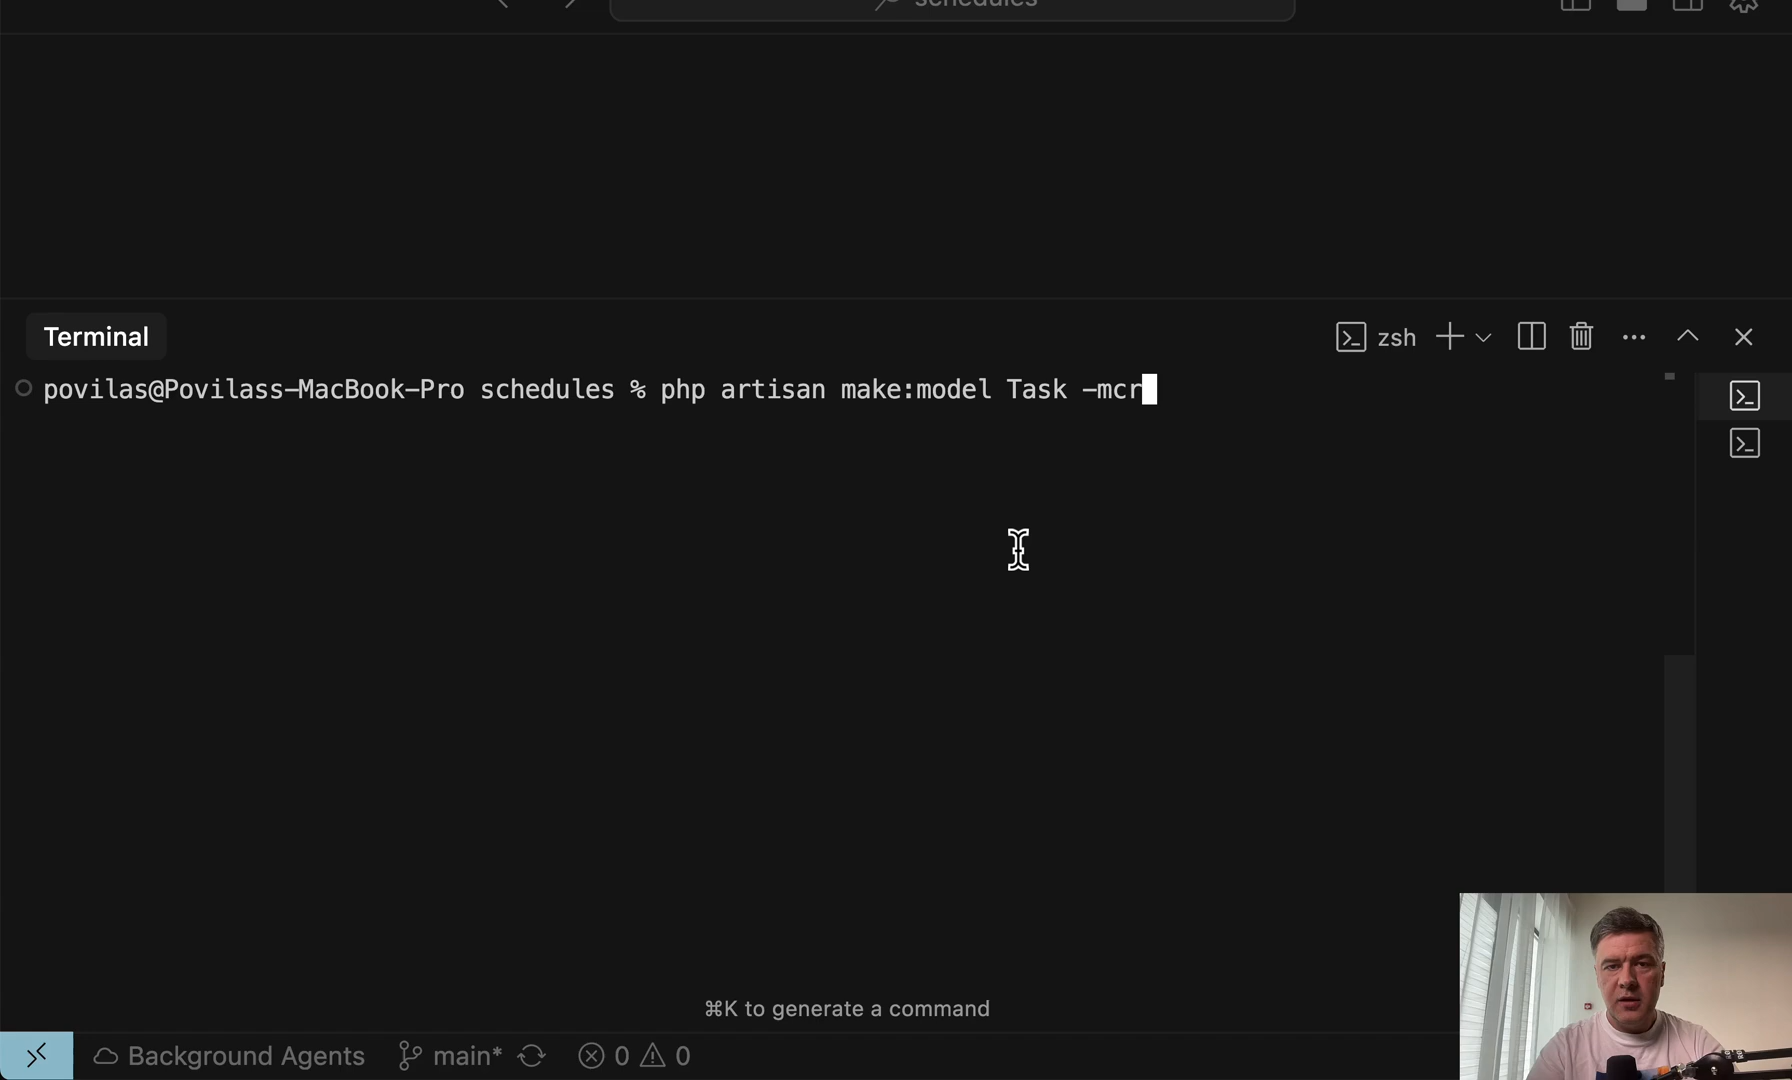 schedules
Terminal
zsh
povilas@Povilass-MacBook-Pro schedules % php artisan make:model Task -mcr
⌘K to generate a command
Background Agents
main*
0
0